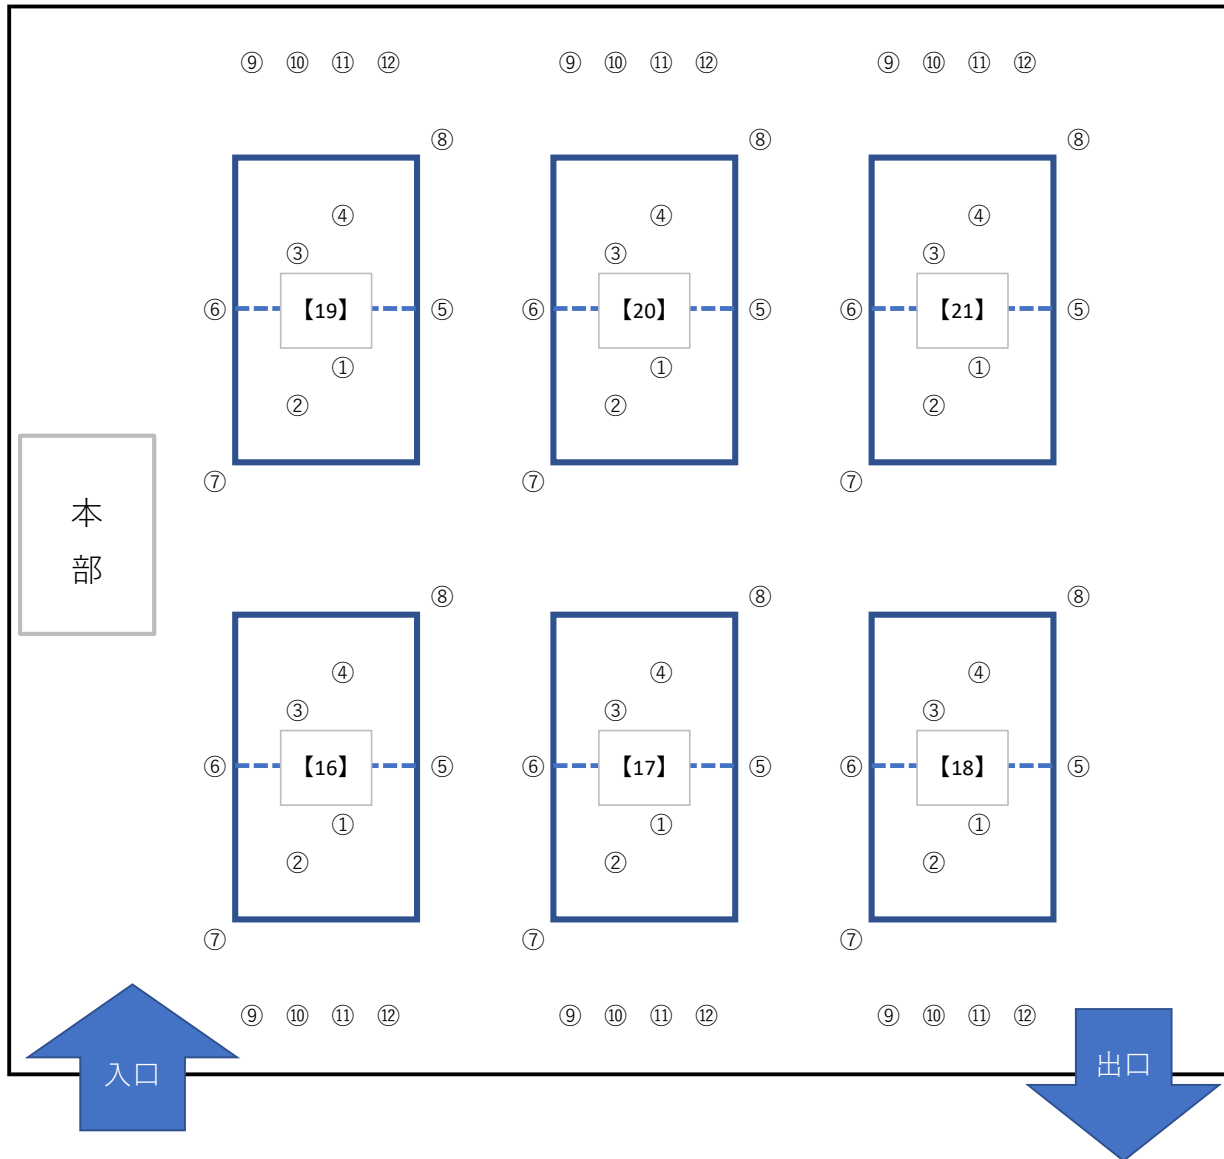 ⑨ ⑩ ⑪ ⑫ ⑨ ⑩ ⑪ ⑫ ⑨ ⑩ ⑪ ⑫
⑧ ⑧ ⑧
④ ④ ④
③ ③ ③
⑥ 【19】 ⑤ ⑥ 【20】 ⑤ ⑥ 【21】 ⑤
① ① ①
② ② ②
⑦ ⑦ ⑦
本
部
⑧ ⑧ ⑧
④ ④ ④
③ ③ ③
⑥ 【16】 ⑤ ⑥ 【17】 ⑤ ⑥ 【18】 ⑤
① ① ①
② ② ②
⑦ ⑦ ⑦
⑨ ⑩ ⑪ ⑫ ⑨ ⑩ ⑪ ⑫ ⑨ ⑩ ⑪ ⑫
入口
出口